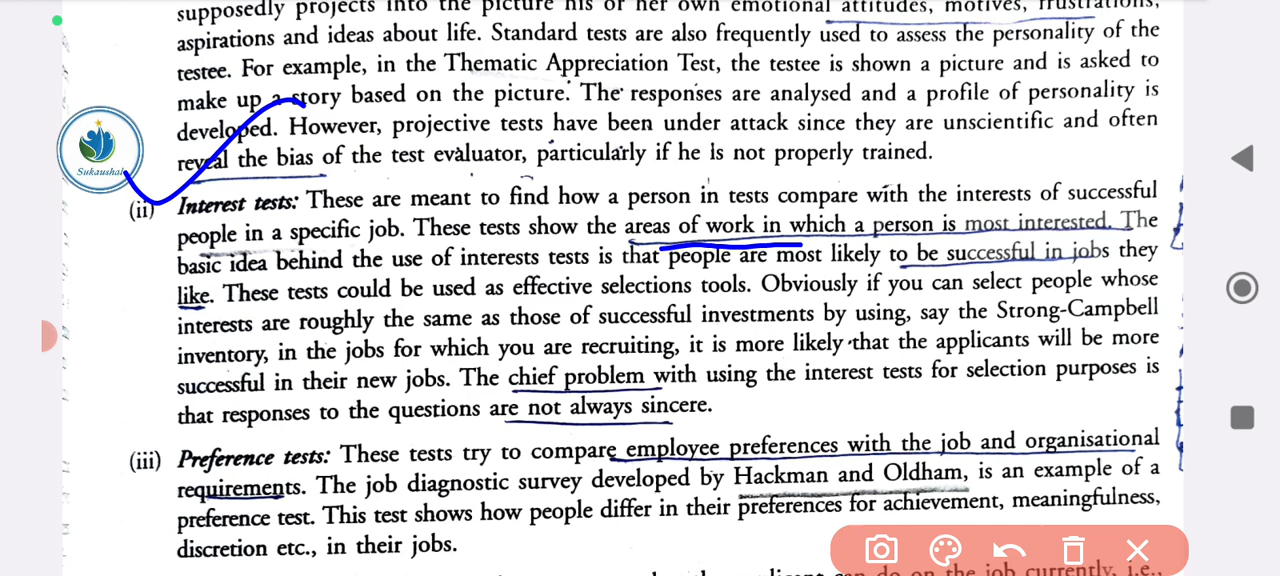 supposedly projects into the picture his or her own emotional attitudes, motives, frustrations,
aspirations and ideas about life. Standard tests are also frequently used to assess the personality of the
testee. For example, in the Thematic Appreciation Test, the testee is shown a picture and is asked to
make up a story based on the picture. The responses are analysed and a profile of personality is
developed. However, projective tests have been under attack since they are unscientific and often
reveal the bias of the test evaluator, particularly if he is not properly trained.
Sukaushal
(ii) Interest tests: These are meant to find how a person in tests compare with the interests of successful
people in a specific job. These tests show the areas of work in which a person is most interested. The
basic idea behind the use of interests tests is that people are most likely to be successful in jobs they
like. These tests could be used as effective selections tools. Obviously if you can select people whose
interests are roughly the same as those of successful investments by using, say the Strong-Campbell
inventory, in the jobs for which you are recruiting, it is more likely that the applicants will be more
successful in their new jobs. The chief problem with using the interest tests for selection purposes is
that responses to the questions are not always sincere.
(iii) Preference tests: These tests try to compare employee preferences with the job and organisational
requirements. The job diagnostic survey developed by Hackman and Oldham, is an example of a
preference test. This test shows how people differ in their preferences for achievement, meaningfulness,
discretion etc., in their jobs.
can do on the job currently, i.e.,